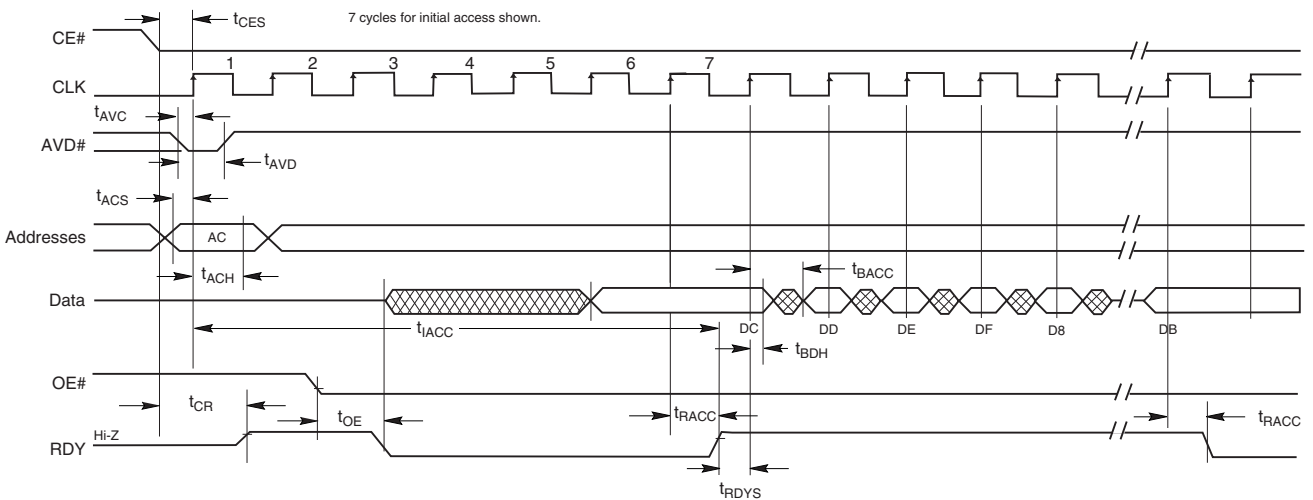 7 cycles for initial access shown.
tCES
CE#
1 2 3 4 5 6 7
CLK
tAVC
AVD#
tAVD
tACS
Addresses
AC
tACH
tBACC
Data
tIACC
DC DD DE DF D8 DB
tBDH
OE#
tCR
tOE
tRACC
tRACC
Hi-Z
RDY
tRDYS